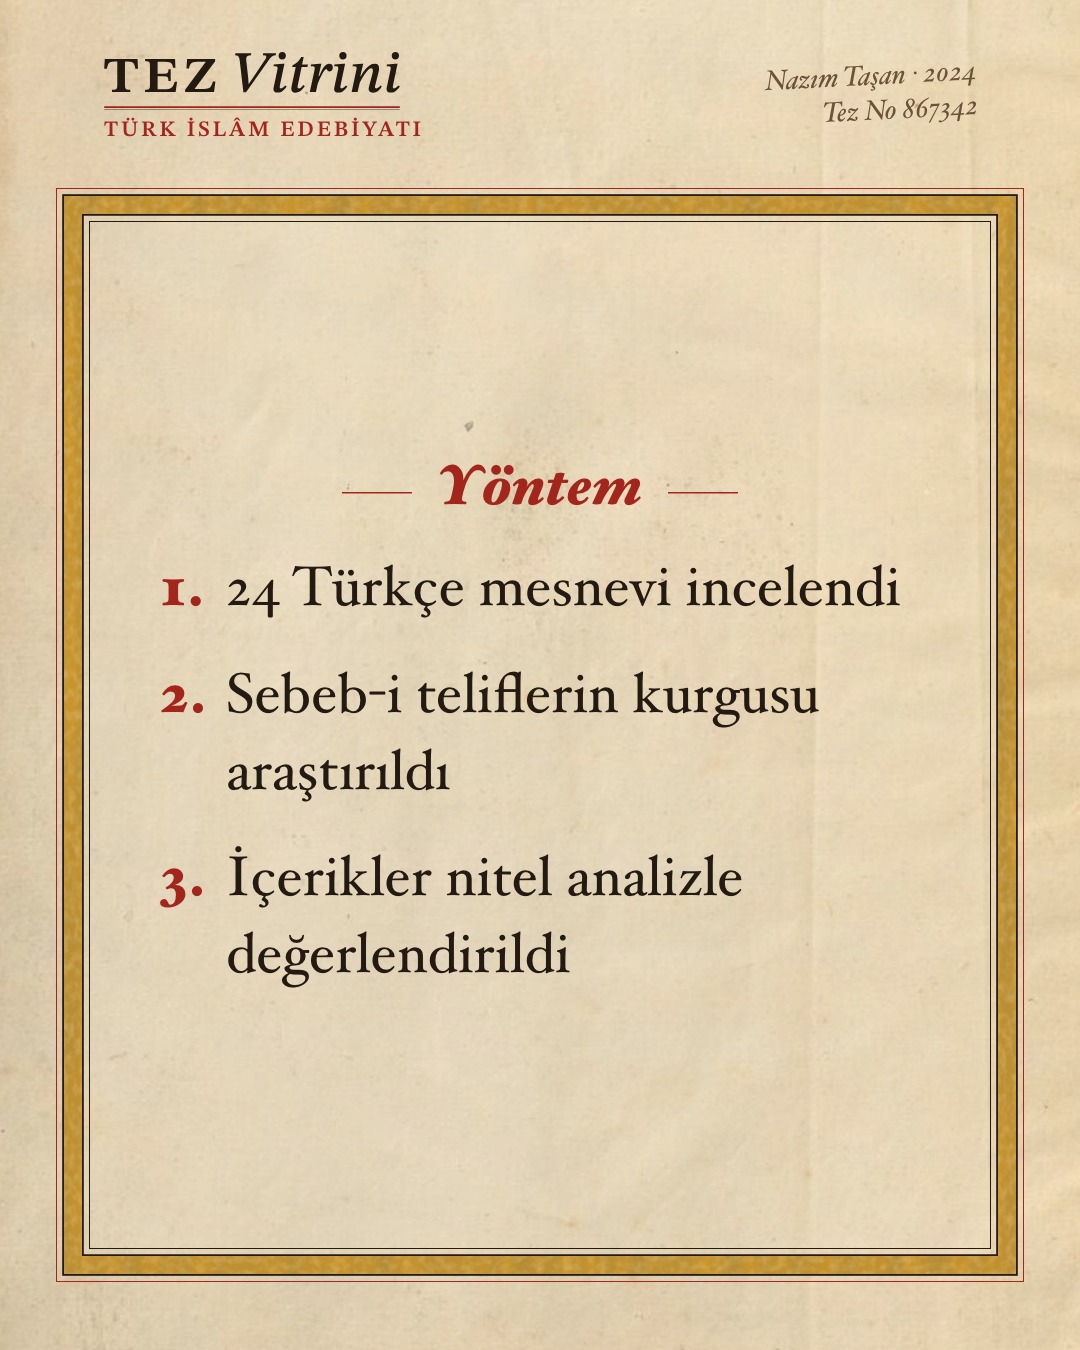 TEZ Vitrini
TÜRK İSLÂM EDEBİYATI
Nazım Taşan · 2024
Tez No 867342
Yöntem
1. 24 Türkçe mesnevi incelendi
2. Sebeb-i teliflerin kurgusu
araştırıldı
3. İçerikler nitel analizle
değerlendirildi